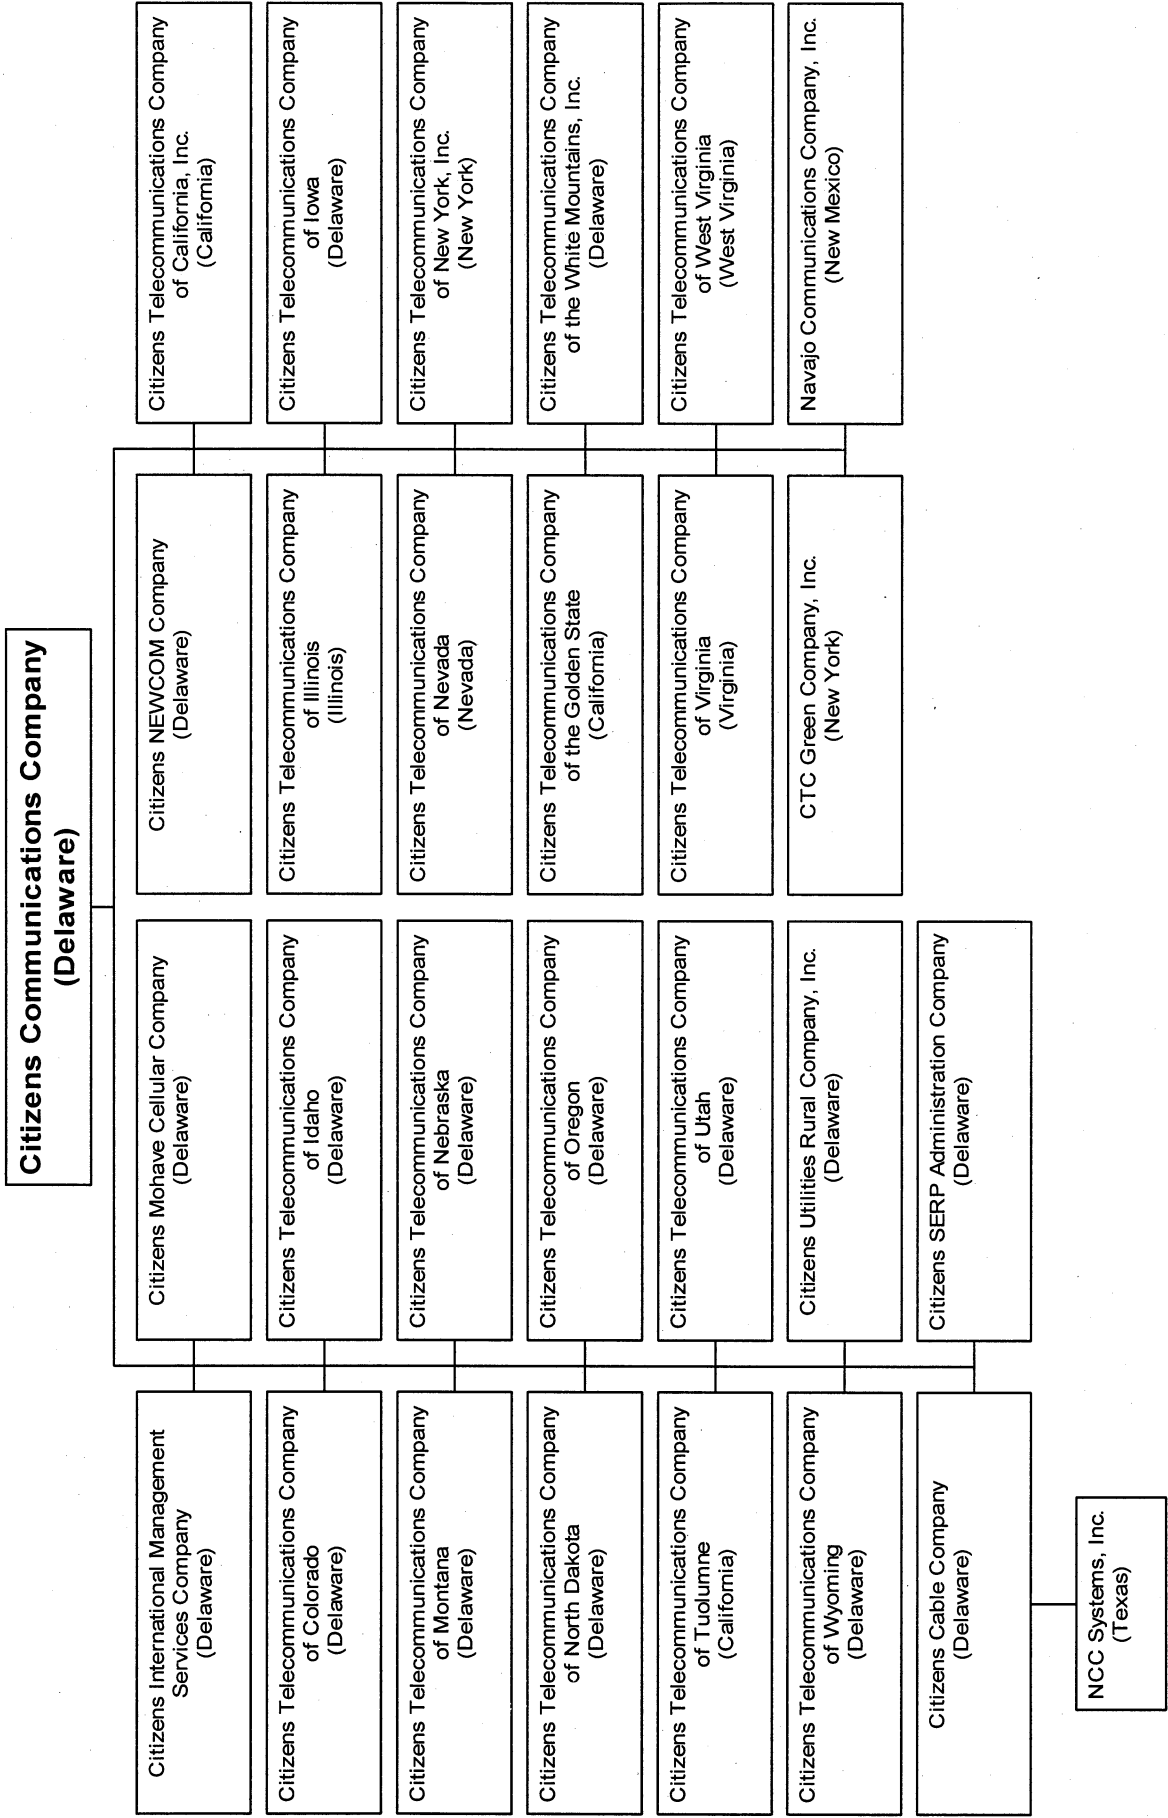 Citizens Communications Company
(Delaware)
Citizens International Management
Services Company
(Delaware)
Citizens Mohave Cellular Company
(Delaware)
Citizens NEWCOM Company
(Delaware)
Citizens Telecommunications Company
of California, Inc.
(California)
Citizens Telecommunications Company
of Colorado
(Delaware)
Citizens Telecommunications Company
of Idaho
(Delaware)
Citizens Telecommunications Company
of Illinois
(Illinois)
Citizens Telecommunications Company
of Iowa
(Delaware)
Citizens Telecommunications Company
of Montana
(Delaware)
Citizens Telecommunications Company
of Nebraska
(Delaware)
Citizens Telecommunications Company
of Nevada
(Nevada)
Citizens Telecommunications Company
of New York, Inc.
(New York)
Citizens Telecommunications Company
of North Dakota
(Delaware)
Citizens Telecommunications Company
of Oregon
(Delaware)
Citizens Telecommunications Company
of the Golden State
(California)
Citizens Telecommunications Company
of the White Mountains, Inc.
(Delaware)
Citizens Telecommunications Company
of Tuolumne
(California)
Citizens Telecommunications Company
of Utah
(Delaware)
Citizens Telecommunications Company
of Virginia
(Virginia)
Citizens Telecommunications Company
of West Virginia
(West Virginia)
Citizens Telecommunications Company
of Wyoming
(Delaware)
Citizens Utilities Rural Company, Inc.
(Delaware)
CTC Green Company, Inc.
(New York)
Navajo Communications Company, Inc.
(New Mexico)
Citizens Cable Company
(Delaware)
Citizens SERP Administration Company
(Delaware)
NCC Systems, Inc.
(Texas)